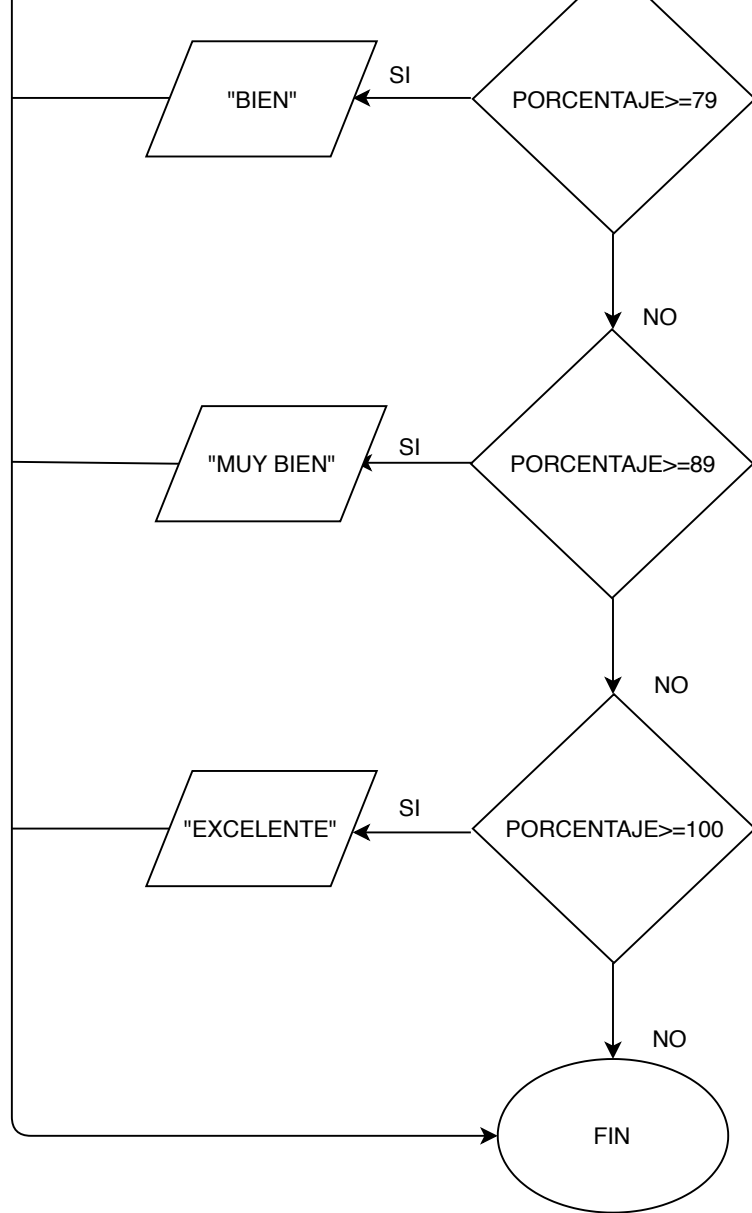 "BIEN"
SI
PORCENTAJE>=79
NO
"MUY BIEN"
SI
PORCENTAJE>=89
NO
"EXCELENTE"
SI
PORCENTAJE>=100
NO
FIN